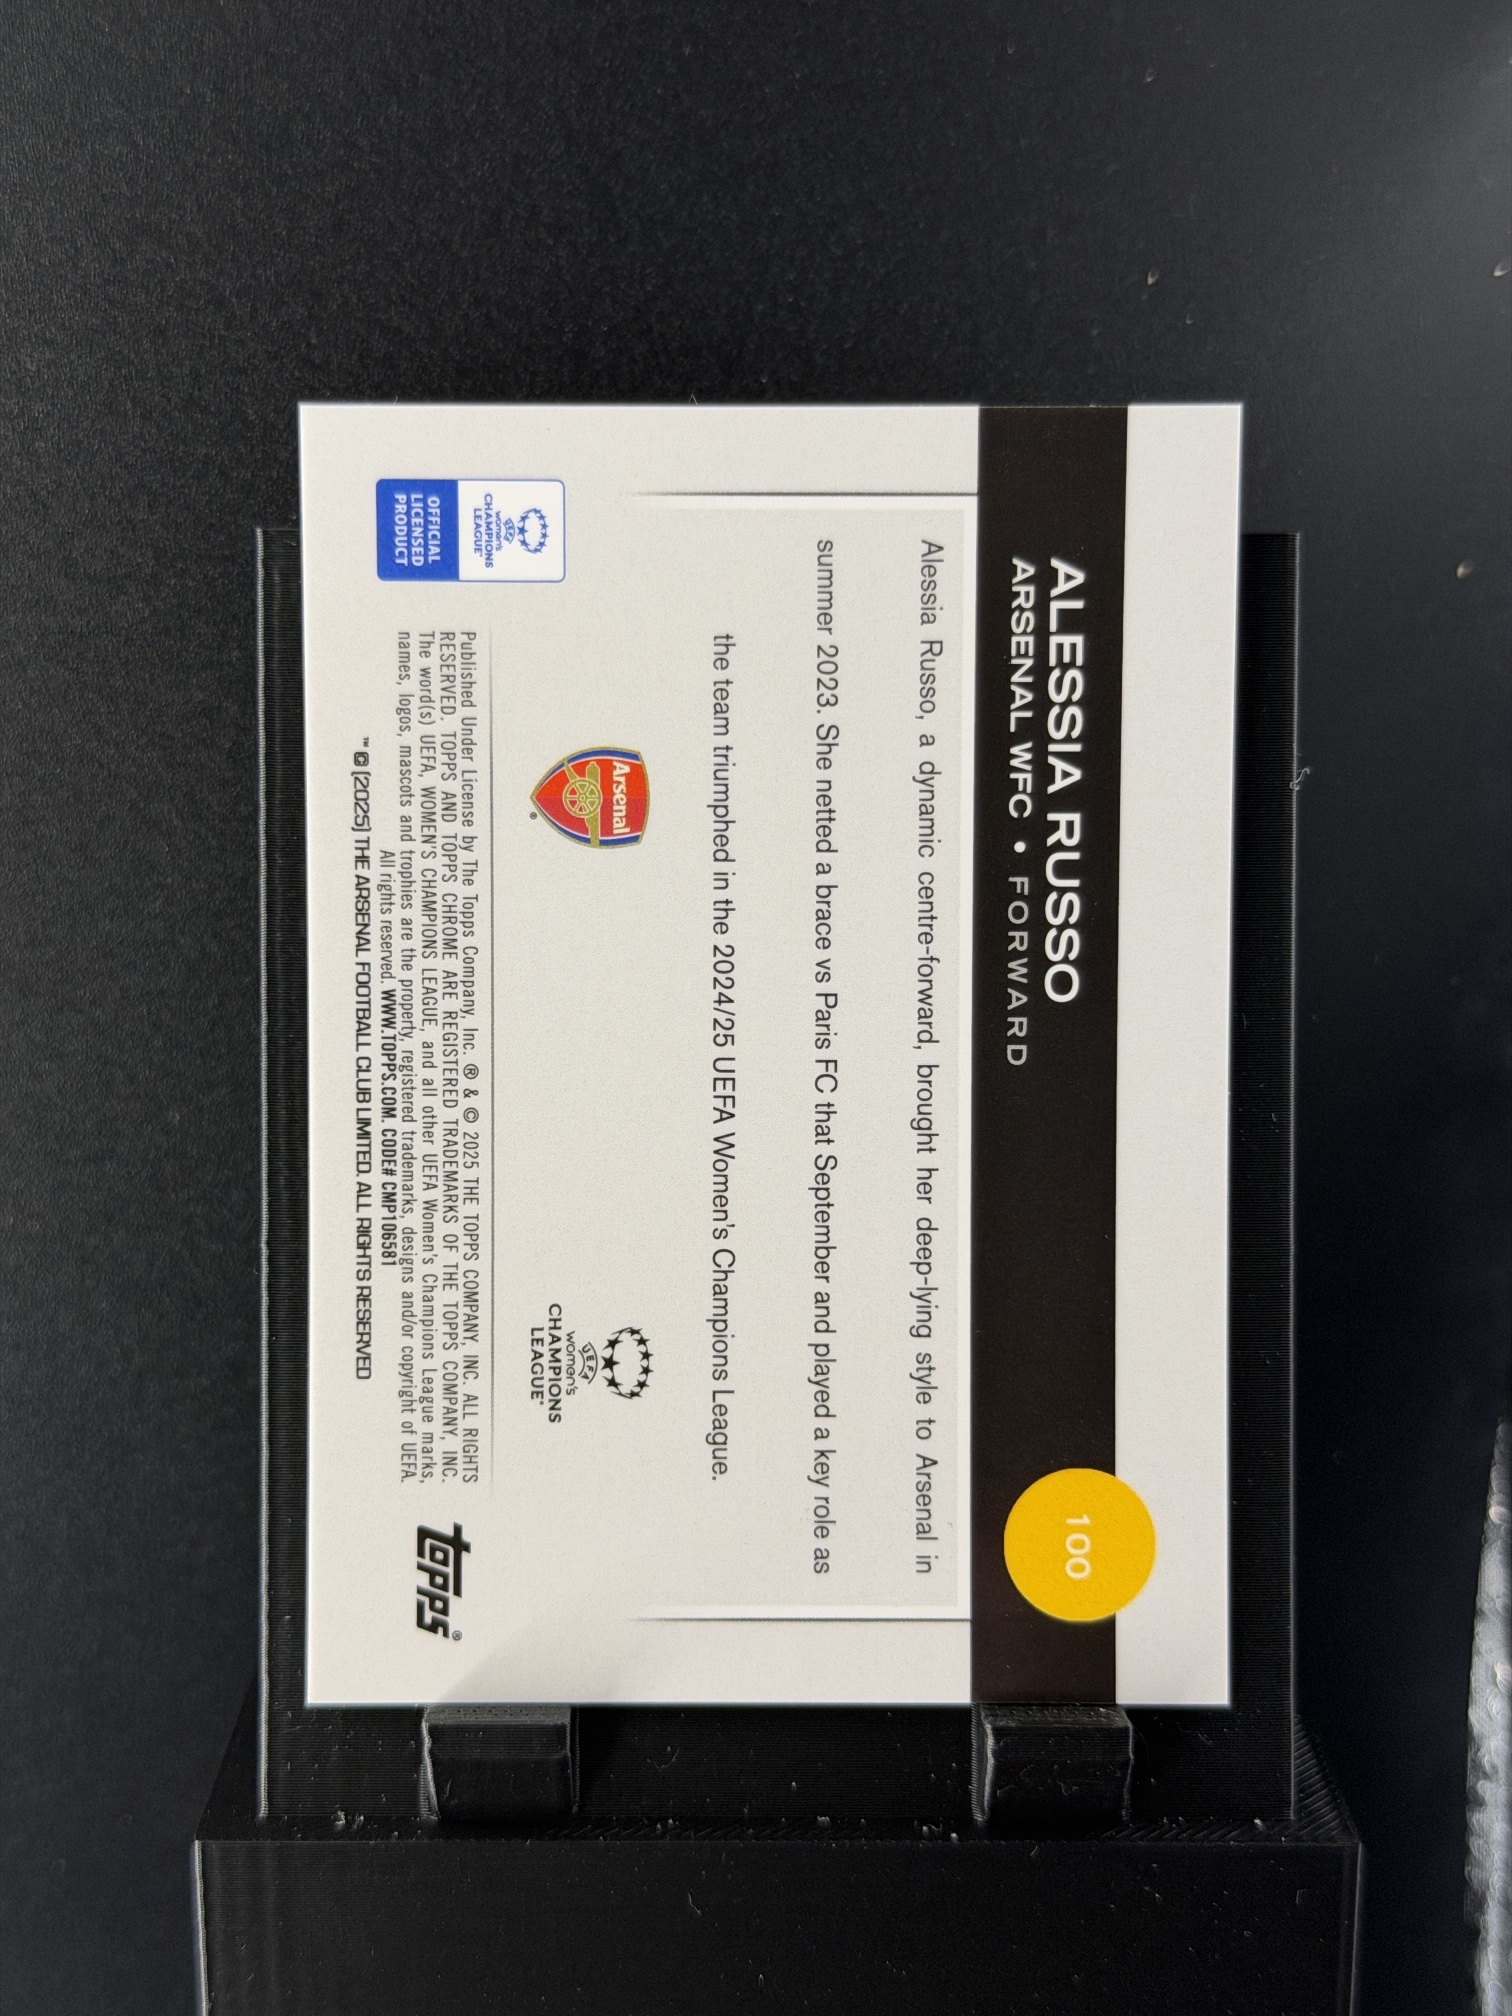 ALESSIA RUSSO
ARSENAL WFC • FORWARD
100
Alessia Russo, a dynamic centre-forward, brought her deep-lying style to Arsenal in
summer 2023. She netted a brace vs Paris FC that September and played a key role as
the team triumphed in the 2024/25 UEFA Women's Champions League.
Arsenal
®
UEFA
women's
CHAMPIONS
LEAGUE™
UEFA
women's
CHAMPIONS
LEAGUE™
OFFICIAL
LICENSED
PRODUCT
Published Under License by The Topps Company, Inc. ® & © 2025 THE TOPPS COMPANY, INC. ALL RIGHTS
RESERVED. TOPPS AND TOPPS CHROME ARE REGISTERED TRADEMARKS OF THE TOPPS COMPANY, INC.
The word(s) UEFA, WOMEN'S CHAMPIONS LEAGUE, and all other UEFA Women's Champions League marks,
names, logos, mascots and trophies are the property, registered trademarks, designs and/or copyright of UEFA.
All rights reserved. WWW.TOPPS.COM. CODE# CMP106581
™ © [2025] THE ARSENAL FOOTBALL CLUB LIMITED. ALL RIGHTS RESERVED
topps®